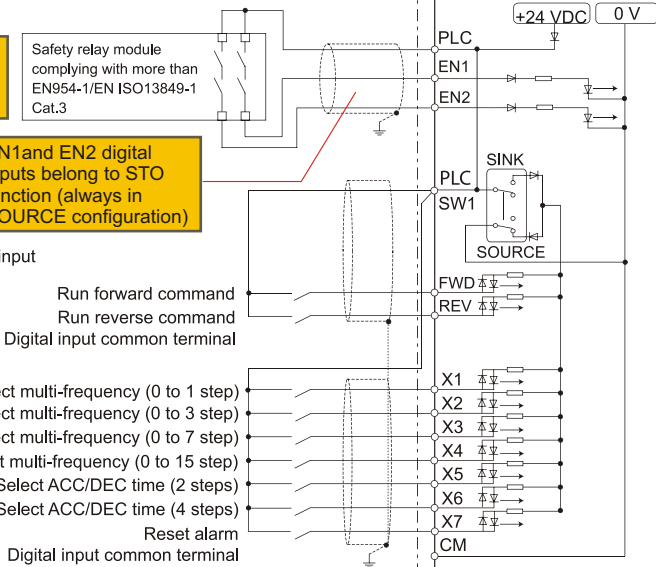 +24 VDC
0 V
Safety relay module
complying with more than
EN954-1/EN ISO13849-1
Cat.3
PLC
EN1
EN2
N1and EN2 digital
puts belong to STO
nction (always in
OURCE configuration)
PLC
SW1
SINK
SOURCE
input
Run forward command
FWD
Run reverse command
REV
Digital input common terminal
ect multi-frequency (0 to 1 step)
X1
ect multi-frequency (0 to 3 step)
X2
ect multi-frequency (0 to 7 step)
X3
t multi-frequency (0 to 15 step)
X4
Select ACC/DEC time (2 steps)
X5
Select ACC/DEC time (4 steps)
X6
Reset alarm
X7
Digital input common terminal
CM